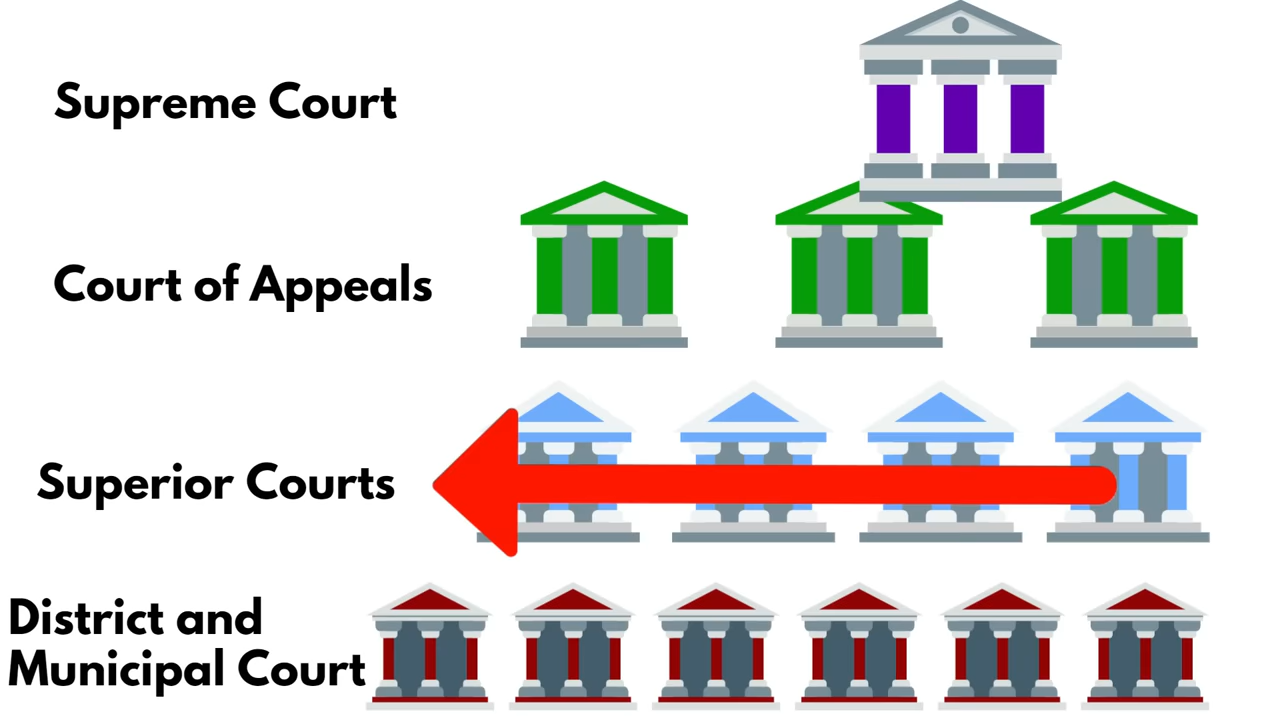 Supreme Court
Court of Appeals
Superior Courts
District and
Municipal Court